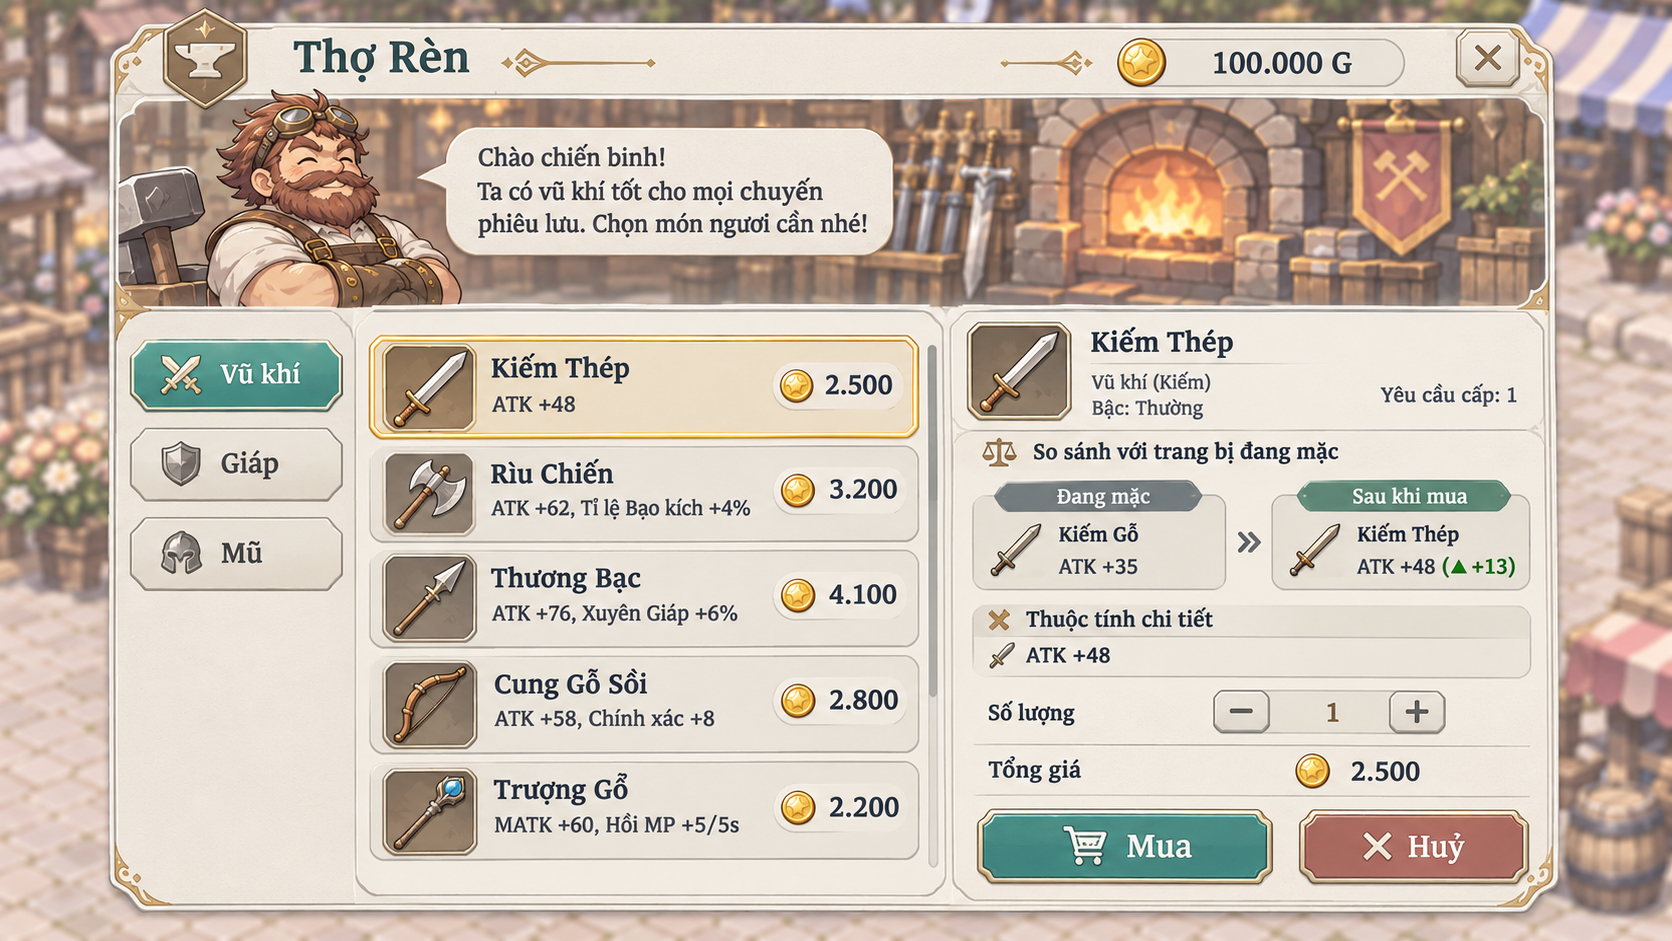 Thợ Rèn
100.000 G
Chào chiến binh!
Ta có vũ khí tốt cho mọi chuyến
phiêu lưu. Chọn món ngươi cần nhé!
Vũ khí
Giáp
Mũ
Kiếm Thép
ATK +48
2.500
Rìu Chiến
ATK +62, Tỉ lệ Bạo kích +4%
3.200
Thương Bạc
ATK +76, Xuyên Giáp +6%
4.100
Cung Gỗ Sồi
ATK +58, Chính xác +8
2.800
Trượng Gỗ
MATK +60, Hồi MP +5/5s
2.200
Kiếm Thép
Vũ khí (Kiếm)
Bậc: Thường
Yêu cầu cấp: 1
So sánh với trang bị đang mặc
Đang mặc
Kiếm Gỗ
ATK +35
Sau khi mua
Kiếm Thép
ATK +48 (▲ +13)
Thuộc tính chi tiết
ATK +48
Số lượng
− 1 +
Tổng giá
2.500
Mua
Huỷ